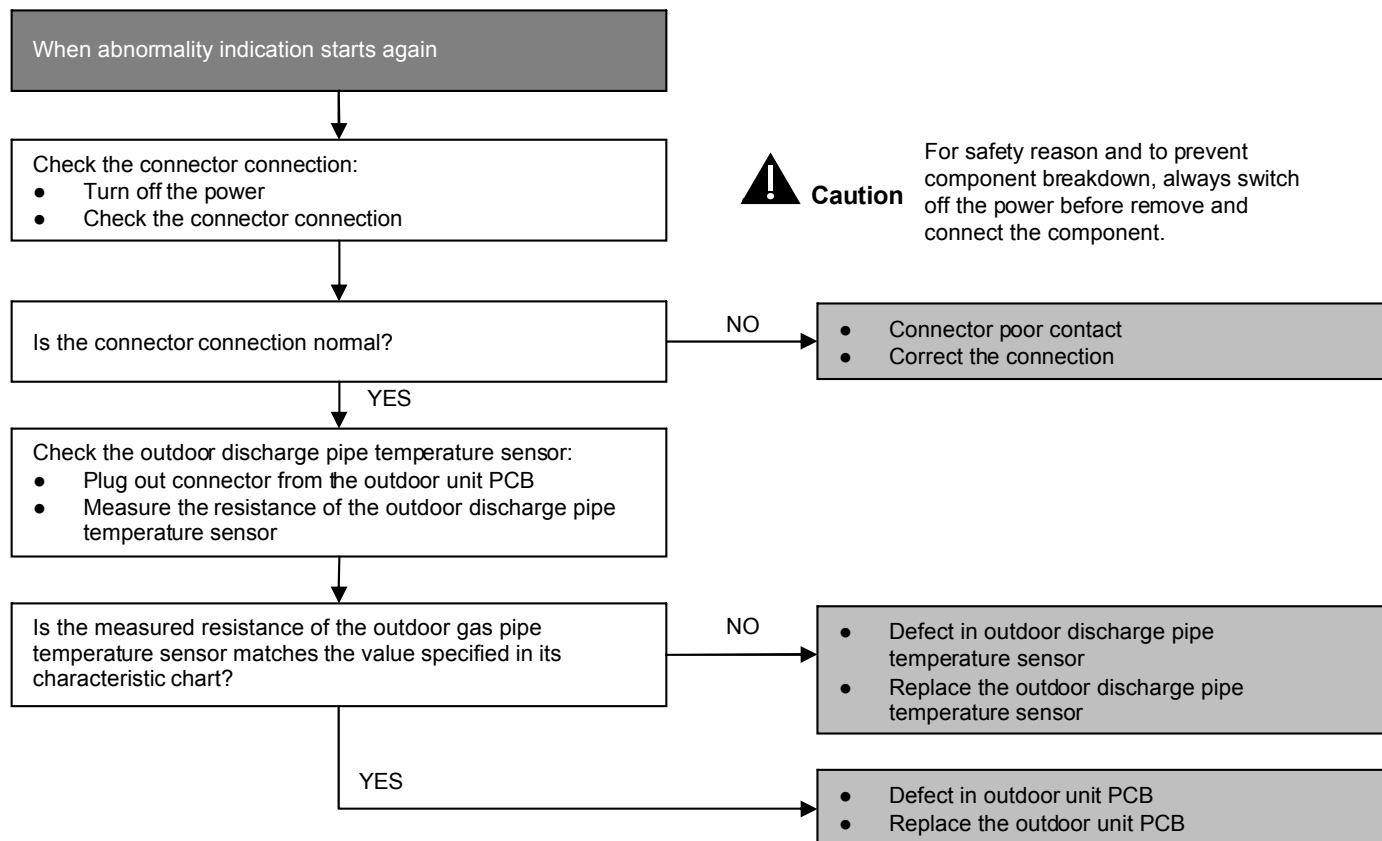 When abnormality indication starts again
Check the connector connection:
● Turn off the power
● Check the connector connection
Caution
For safety reason and to prevent
component breakdown, always switch
off the power before remove and
connect the component.
Is the connector connection normal?
NO
● Connector poor contact
● Correct the connection
YES
Check the outdoor discharge pipe temperature sensor:
● Plug out connector from the outdoor unit PCB
● Measure the resistance of the outdoor discharge pipe
temperature sensor
Is the measured resistance of the outdoor gas pipe
temperature sensor matches the value specified in its
characteristic chart?
NO
● Defect in outdoor discharge pipe
temperature sensor
● Replace the outdoor discharge pipe
temperature sensor
YES
● Defect in outdoor unit PCB
● Replace the outdoor unit PCB